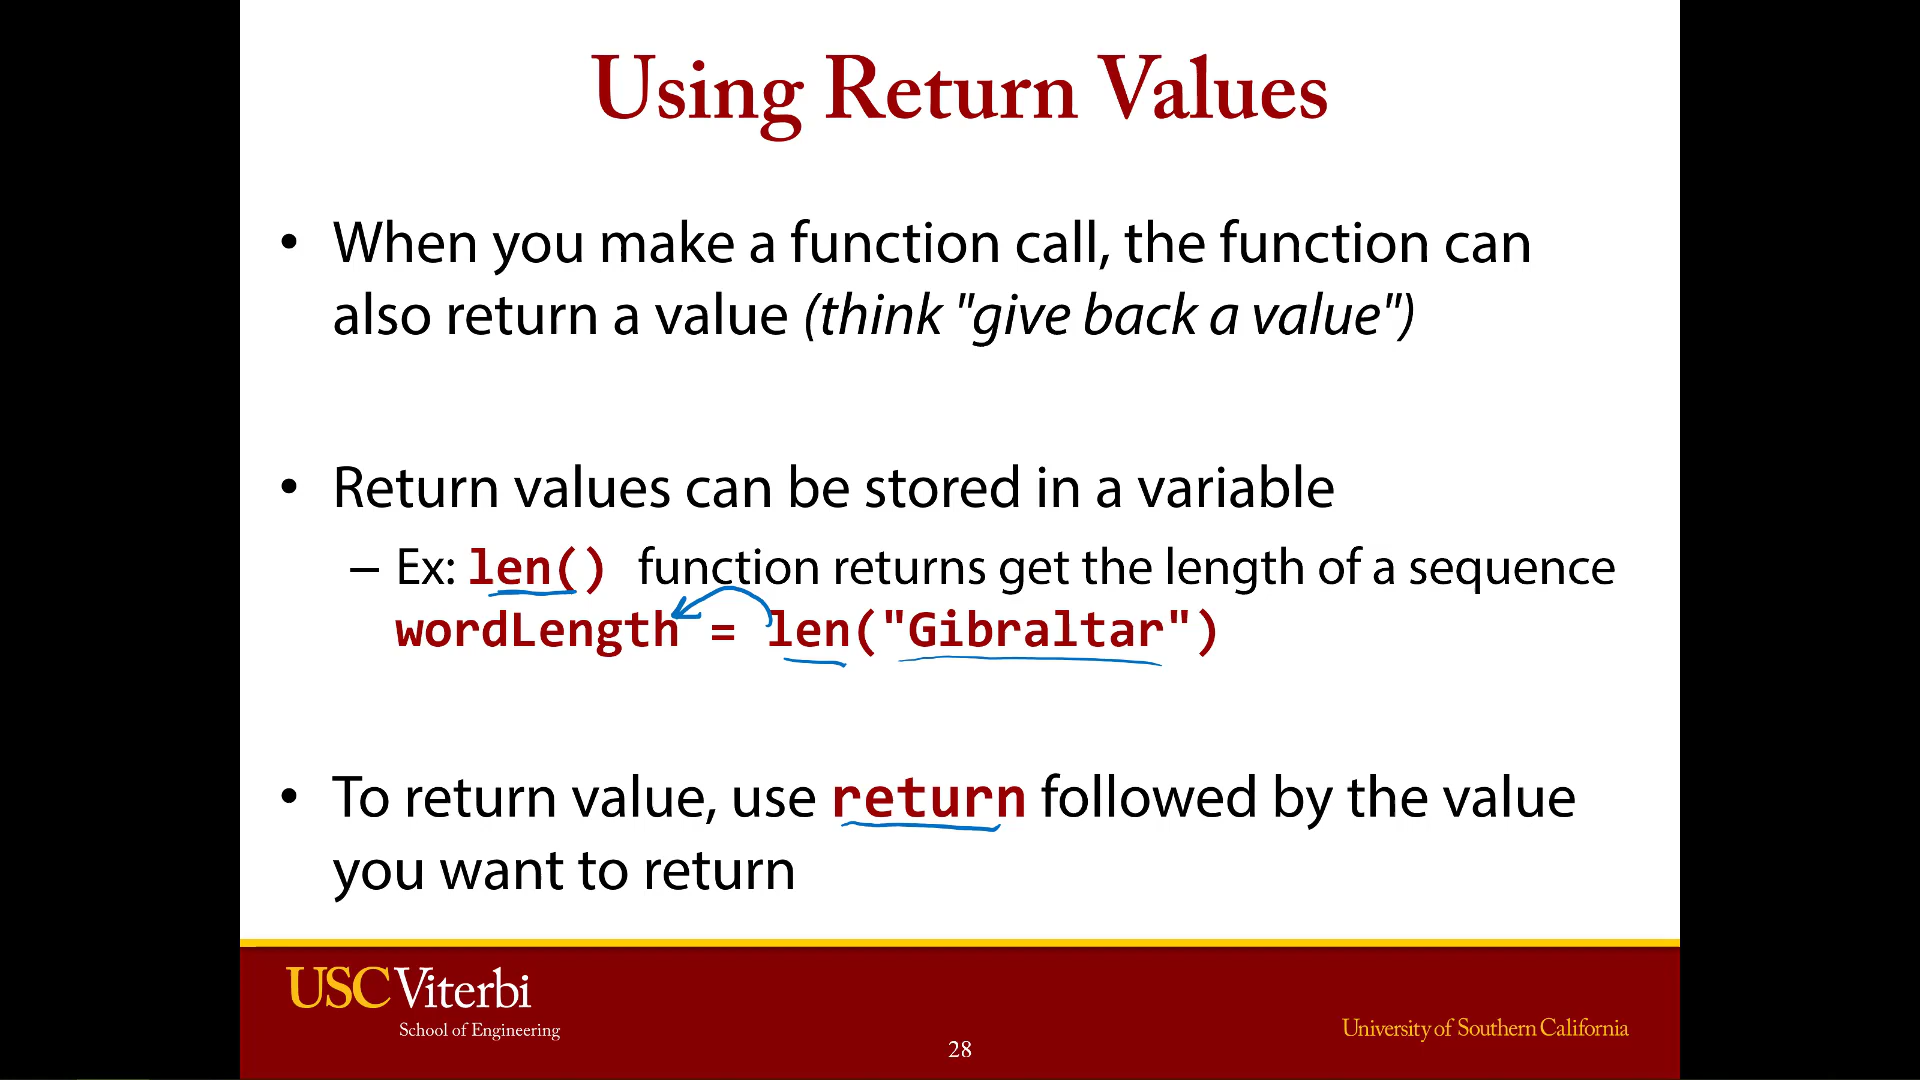 Using Return Values
• When you make a function call, the function can
also return a value (think "give back a value")
• Return values can be stored in a variable
– Ex: len() function returns get the length of a sequence
wordLength = len("Gibraltar")
• To return value, use return followed by the value
you want to return
USC Viterbi
School of Engineering
University of Southern California
28